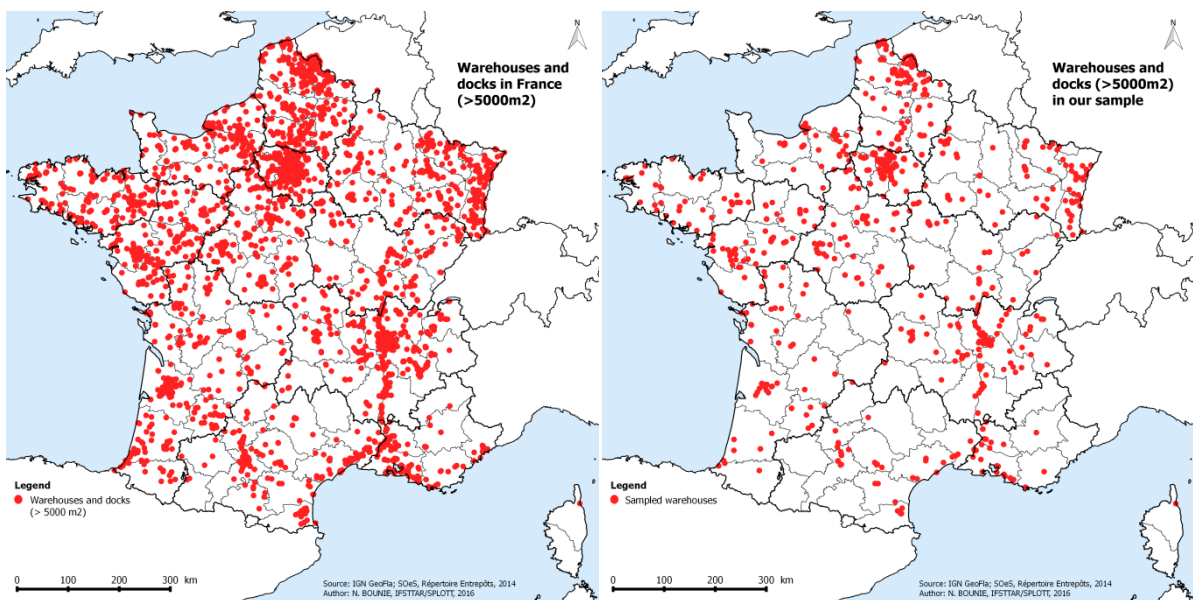 N
Warehouses and
docks in France
(>5000m2)
Legend
Warehouses and docks
(> 5000 m2)
0 100 200 300 km
Source: IGN GeoFla; SOeS, Répertoire Entrepôts, 2014
Author: N. BOUNIE, IFSTTAR/SPLOTT, 2016
N
Warehouses and
docks (>5000m2)
in our sample
Legend
Sampled warehouses
0 100 200 300 km
Source: IGN GeoFla; SOeS, Répertoire Entrepôts, 2014
Author: N. BOUNIE, IFSTTAR/SPLOTT, 2016